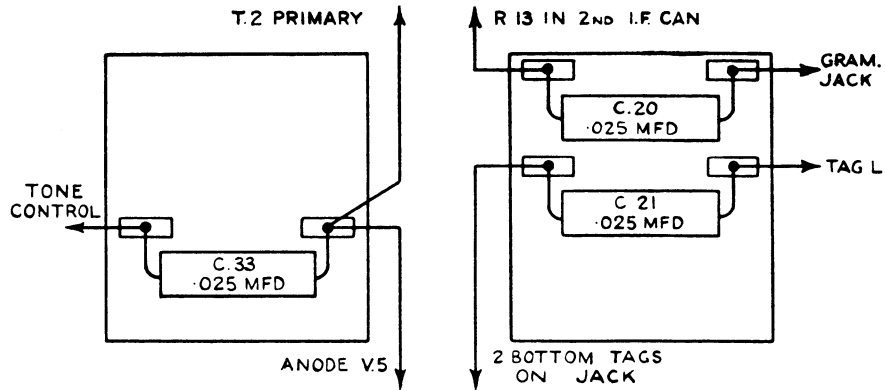 T.2 PRIMARY
TONE
CONTROL
C.33
·025 MFD
ANODE V.5
R 13 IN 2ND I.F. CAN
GRAM.
JACK
C.20
·025 MFD
TAG L
C 21
·025 MFD
2 BOTTOM TAGS
ON JACK